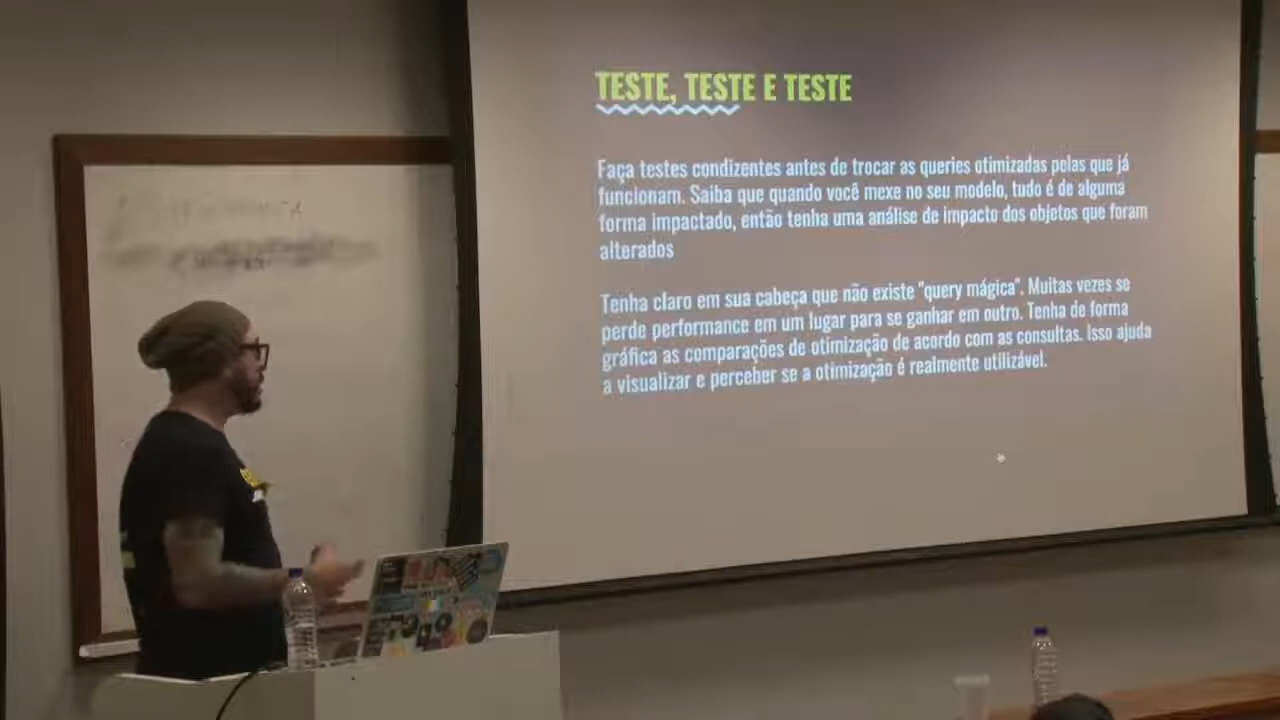 TESTE, TESTE E TESTE
Faça testes condizentes antes de trocar as queries otimizadas pelas que já
funcionam. Saiba que quando você mexe no seu modelo, tudo é de alguma
forma impactado, então tenha uma análise de impacto dos objetos que foram
alterados
Tenha claro em sua cabeça que não existe "query mágica". Muitas vezes se
perde performance em um lugar para se ganhar em outro. Tenha de forma
gráfica as comparações de otimização de acordo com as consultas. Isso ajuda
a visualizar e perceber se a otimização é realmente utilizável.